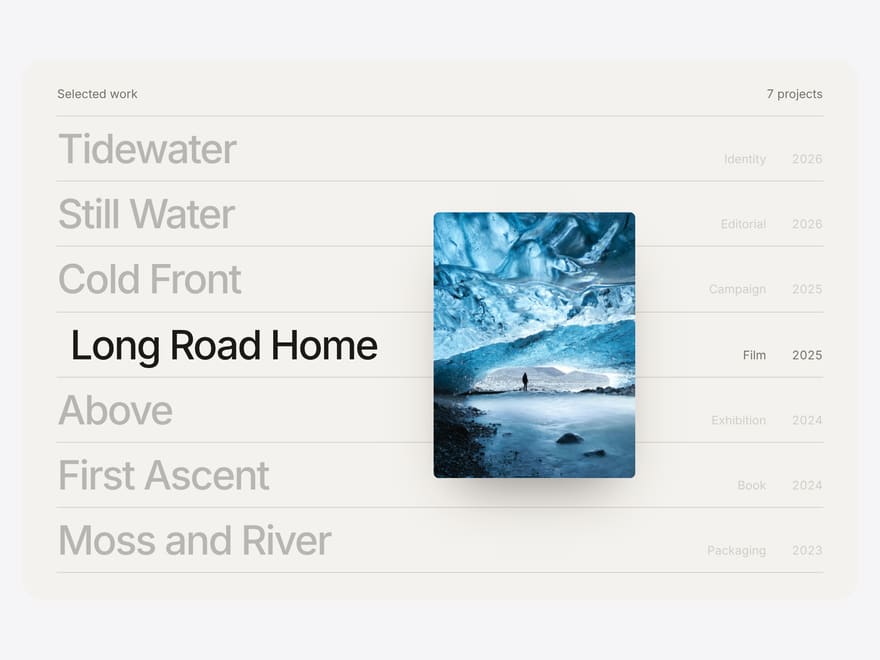 Selected work 7 projects
Tidewater Identity 2026
Still Water Editorial 2026
Cold Front Campaign 2025
Long Road Home Film 2025
Above Exhibition 2024
First Ascent Book 2024
Moss and River Packaging 2023